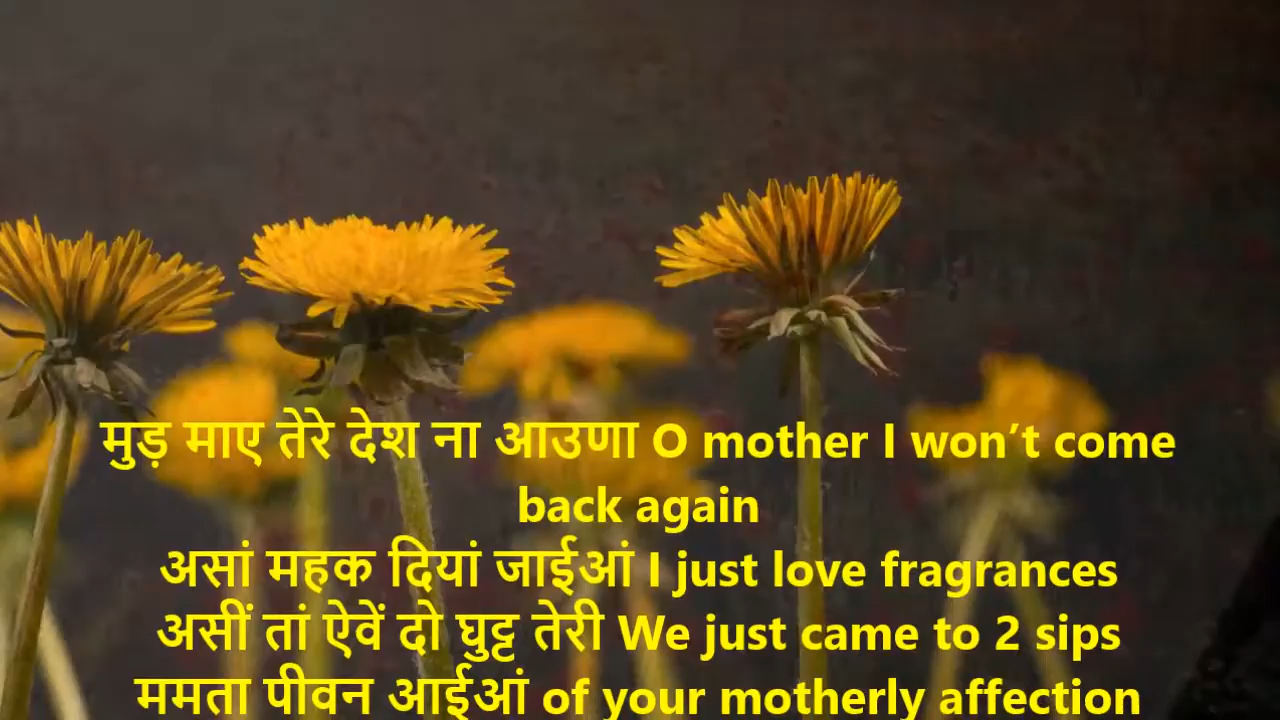 मुड़ माए तेरे देश ना आउणा O mother I won’t come
back again
असां महक दियां जाईआं I just love fragrances
असीं तां ऐवें दो घुट्ट तेरी We just came to 2 sips
ममता पीवन आईआं of your motherly affection